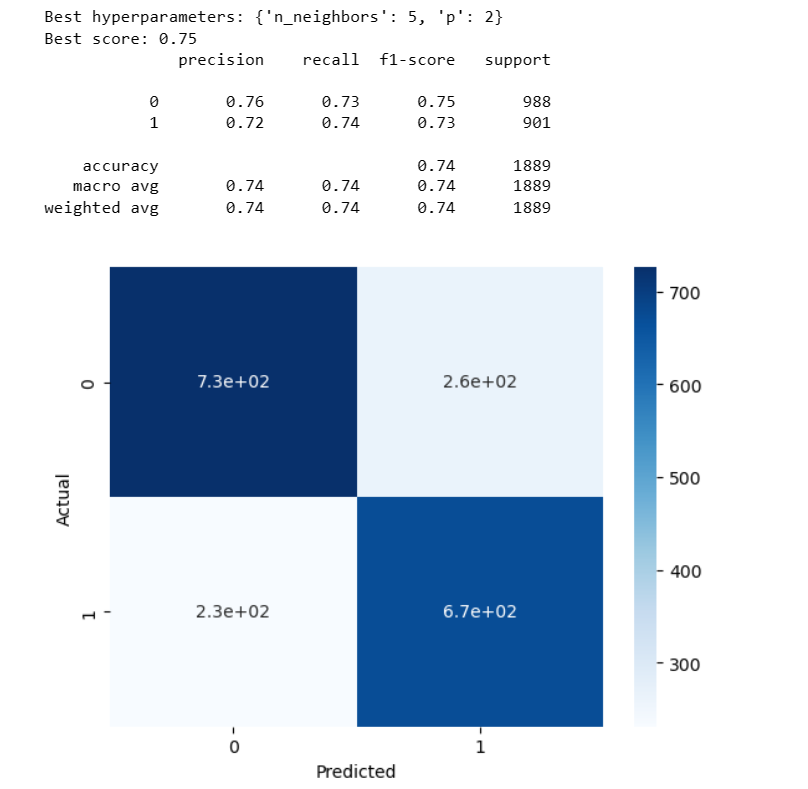 Best hyperparameters: {'n_neighbors': 5, 'p': 2}
Best score: 0.75
precision recall f1-score support
0 0.76 0.73 0.75 988
1 0.72 0.74 0.73 901
accuracy 0.74 1889
macro avg 0.74 0.74 0.74 1889
weighted avg 0.74 0.74 0.74 1889
700
7.3e+02 2.6e+02
0
600
500
Actual
400
1
2.3e+02 6.7e+02
300
0 1
Predicted